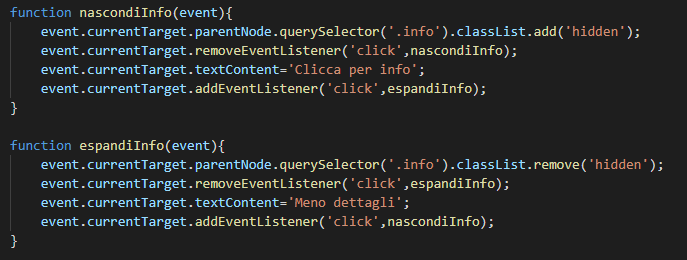 function nascondiInfo(event){
    event.currentTarget.parentNode.querySelector('.info').classList.add('hidden');
    event.currentTarget.removeEventListener('click',nascondiInfo);
    event.currentTarget.textContent='Clicca per info';
    event.currentTarget.addEventListener('click',espandiInfo);
}

function espandiInfo(event){
    event.currentTarget.parentNode.querySelector('.info').classList.remove('hidden');
    event.currentTarget.removeEventListener('click',espandiInfo);
    event.currentTarget.textContent='Meno dettagli';
    event.currentTarget.addEventListener('click',nascondiInfo);
}